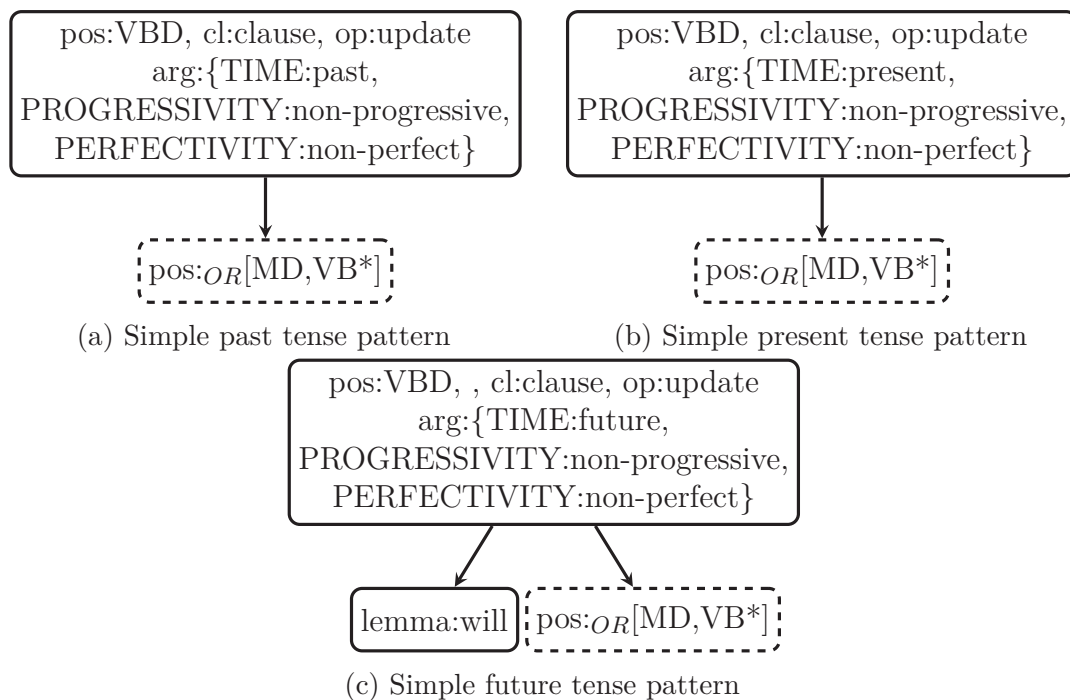 pos:VBD, cl:clause, op:update
arg:{TIME:past,
PROGRESSIVITY:non-progressive,
PERFECTIVITY:non-perfect}
pos:OR[MD,VB*]
(a) Simple past tense pattern
pos:VBD, cl:clause, op:update
arg:{TIME:present,
PROGRESSIVITY:non-progressive,
PERFECTIVITY:non-perfect}
pos:OR[MD,VB*]
(b) Simple present tense pattern
pos:VBD, , cl:clause, op:update
arg:{TIME:future,
PROGRESSIVITY:non-progressive,
PERFECTIVITY:non-perfect}
lemma:will
pos:OR[MD,VB*]
(c) Simple future tense pattern